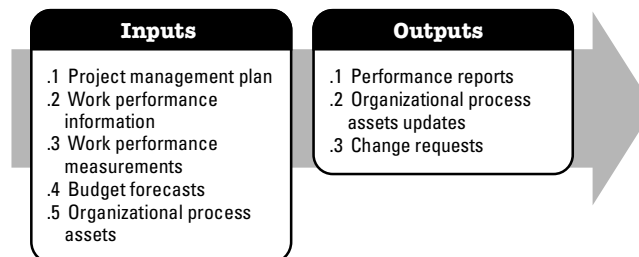 Inputs
.1 Project management plan
.2 Work performance
information
.3 Work performance
measurements
.4 Budget forecasts
.5 Organizational process
assets
Outputs
.1 Performance reports
.2 Organizational process
assets updates
.3 Change requests